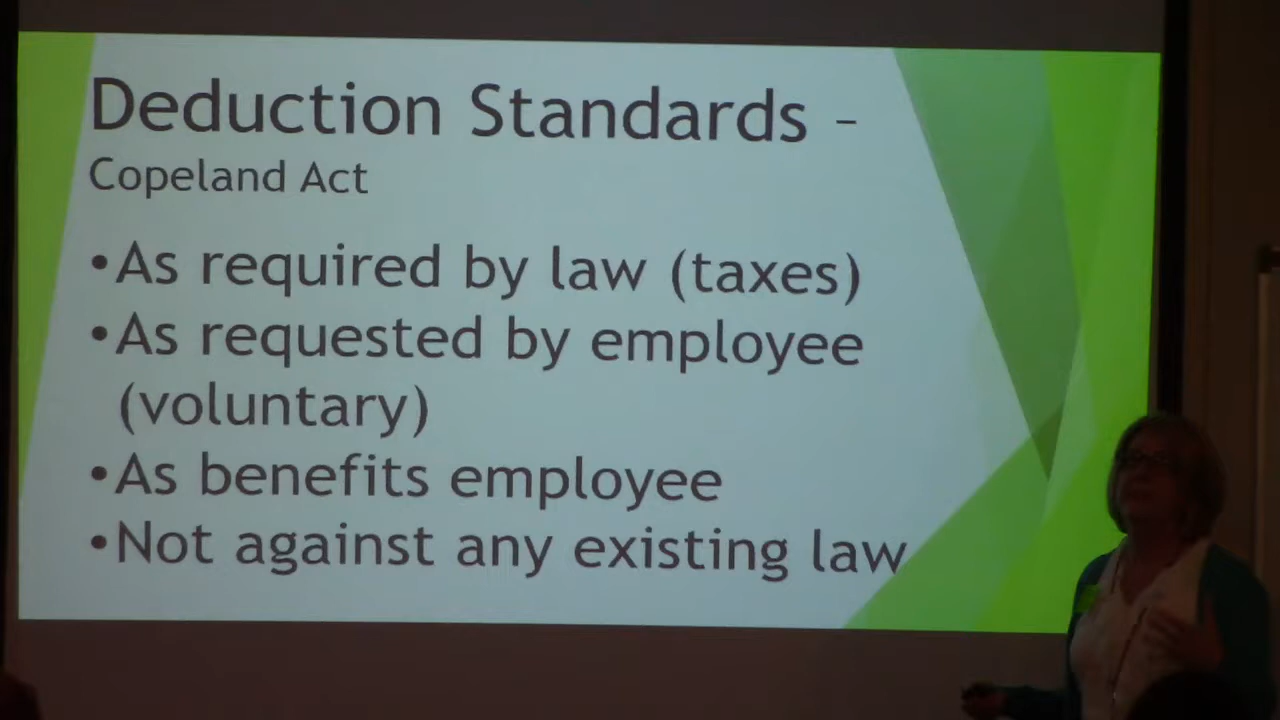 Deduction Standards –
Copeland Act
•As required by law (taxes)
•As requested by employee
(voluntary)
•As benefits employee
•Not against any existing law